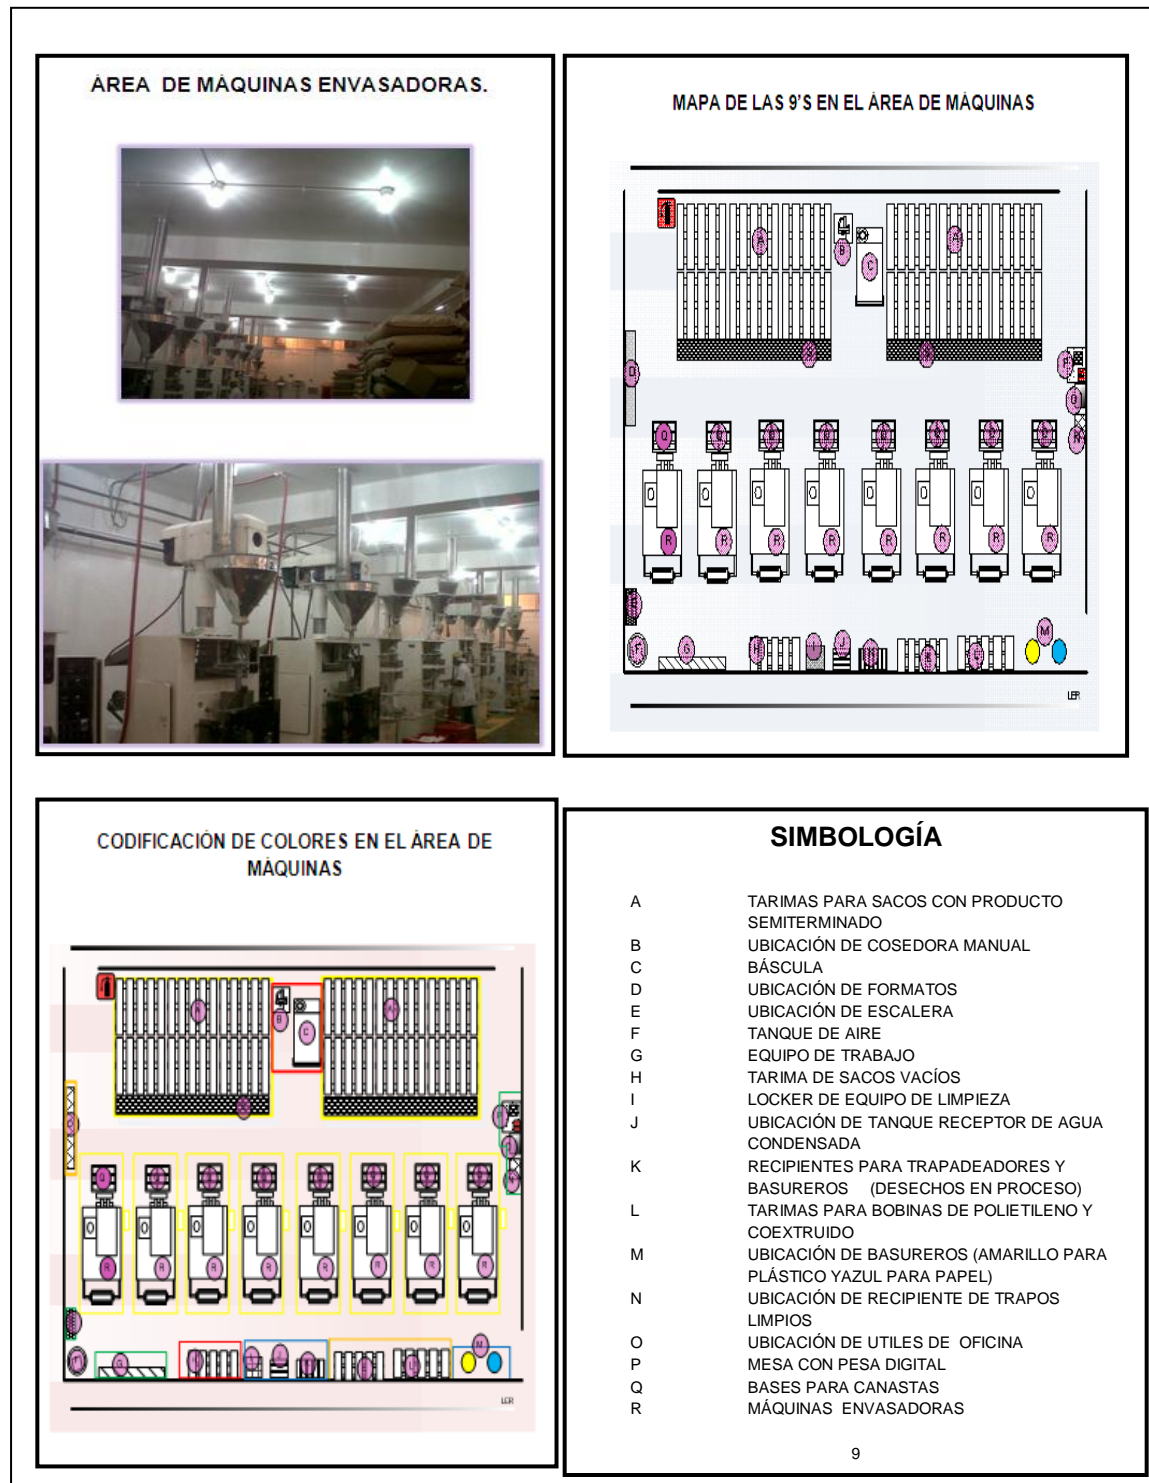 ÁREA DE MÁQUINAS ENVASADORAS.
MAPA DE LAS 9'S EN EL ÁREA DE MÁQUINAS
A
A
B
C
D
P
O
N
Q
R
R
R
R
R
R
R
R
F
G
H
I
J
K
M
LER
CODIFICACIÓN DE COLORES EN EL ÁREA DE
MÁQUINAS
B
C
Q
R
R
R
R
R
R
R
R
G
M
LER
SIMBOLOGÍA
A TARIMAS PARA SACOS CON PRODUCTO
SEMITERMINADO
B UBICACIÓN DE COSEDORA MANUAL
C BÁSCULA
D UBICACIÓN DE FORMATOS
E UBICACIÓN DE ESCALERA
F TANQUE DE AIRE
G EQUIPO DE TRABAJO
H TARIMA DE SACOS VACÍOS
I LOCKER DE EQUIPO DE LIMPIEZA
J UBICACIÓN DE TANQUE RECEPTOR DE AGUA
CONDENSADA
K RECIPIENTES PARA TRAPADEADORES Y
BASUREROS (DESECHOS EN PROCESO)
L TARIMAS PARA BOBINAS DE POLIETILENO Y
COEXTRUIDO
M UBICACIÓN DE BASUREROS (AMARILLO PARA
PLÁSTICO YAZUL PARA PAPEL)
N UBICACIÓN DE RECIPIENTE DE TRAPOS
LIMPIOS
O UBICACIÓN DE UTILES DE OFICINA
P MESA CON PESA DIGITAL
Q BASES PARA CANASTAS
R MÁQUINAS ENVASADORAS
9